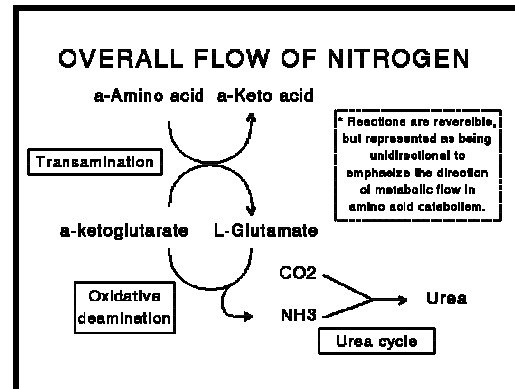 OVERALL FLOW OF NITROGEN
a-Amino acid a-Keto acid
* Reactions are reversible,
but represented as being
unidirectional to
emphasize the direction
of metabolic flow in
amino acid catabolism.
Transamination
a-ketoglutarate L-Glutamate
Oxidative
deamination
CO2
NH3
Urea
Urea cycle